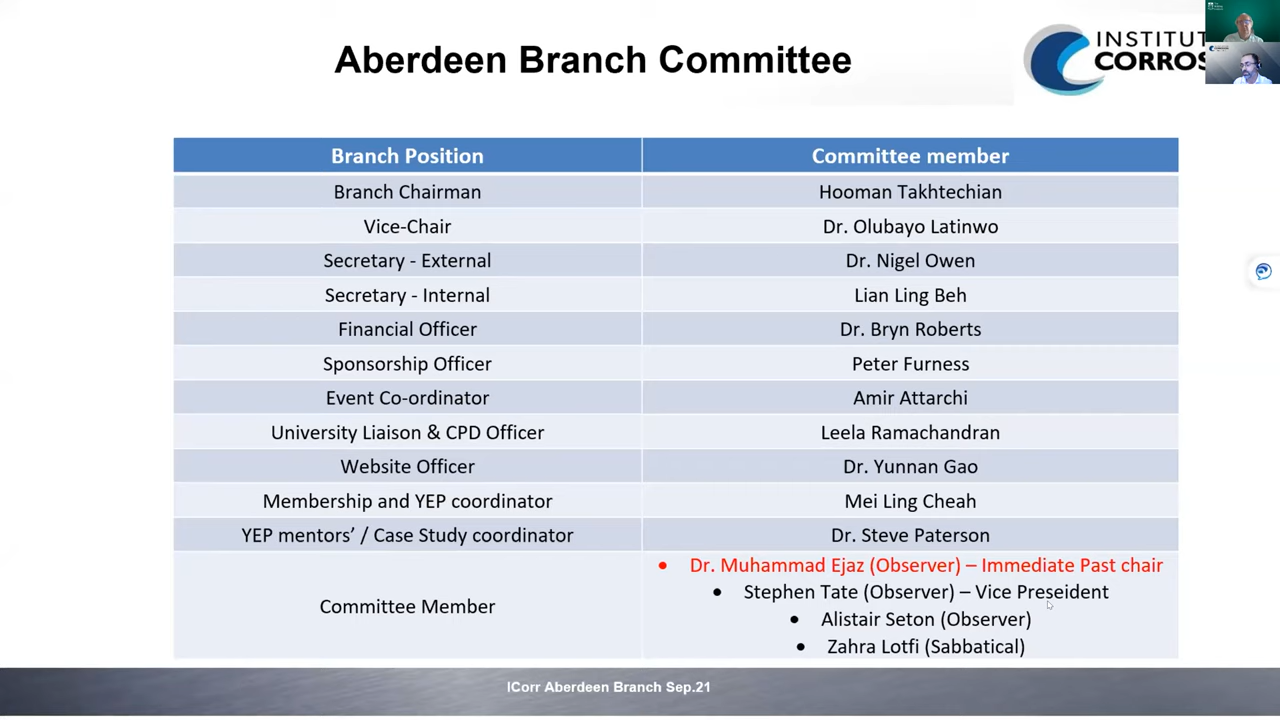 Aberdeen Branch Committee
INSTITUT
CORROS
Branch Position Committee member
Branch Chairman Hooman Takhtechian
Vice-Chair Dr. Olubayo Latinwo
Secretary - External Dr. Nigel Owen
Secretary - Internal Lian Ling Beh
Financial Officer Dr. Bryn Roberts
Sponsorship Officer Peter Furness
Event Co-ordinator Amir Attarchi
University Liaison & CPD Officer Leela Ramachandran
Website Officer Dr. Yunnan Gao
Membership and YEP coordinator Mei Ling Cheah
YEP mentors’ / Case Study coordinator Dr. Steve Paterson
Committee Member
• Dr. Muhammad Ejaz (Observer) – Immediate Past chair
• Stephen Tate (Observer) – Vice Preseident
• Alistair Seton (Observer)
• Zahra Lotfi (Sabbatical)
ICorr Aberdeen Branch Sep.21